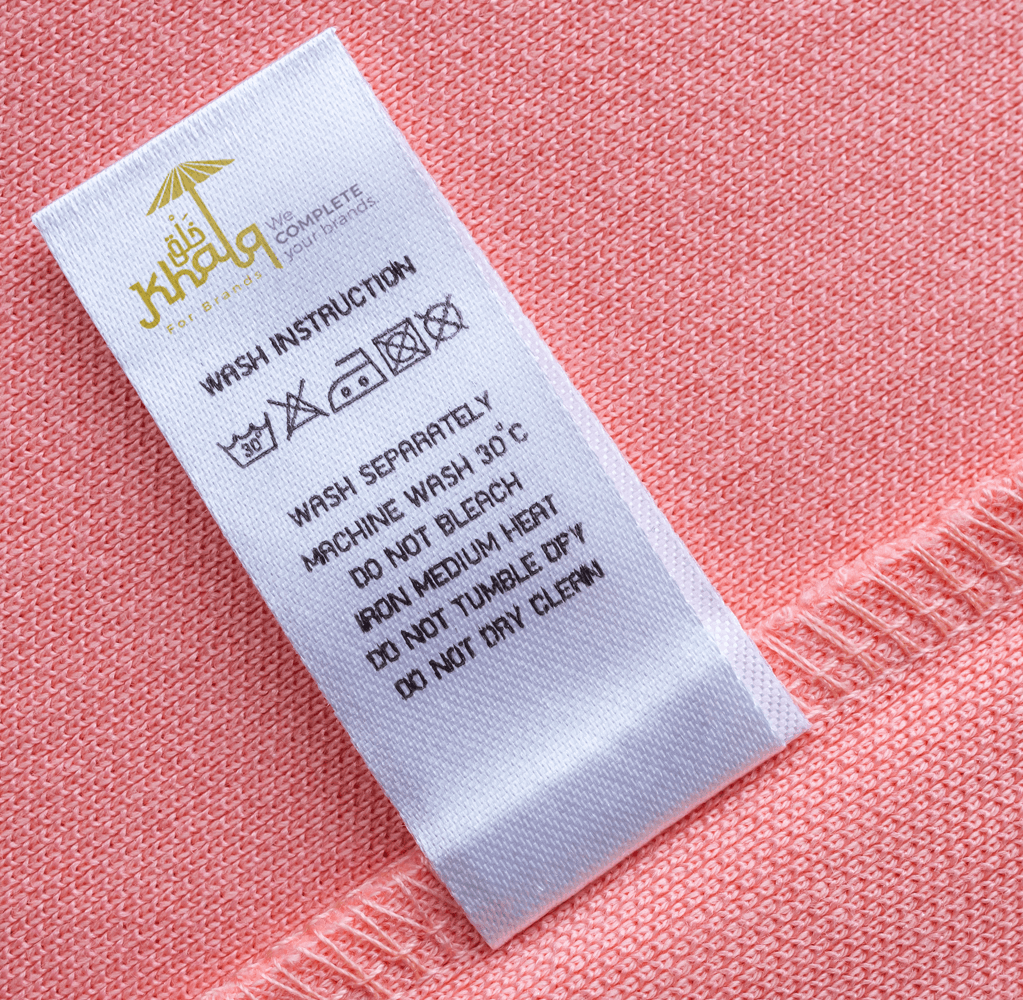 خَلْق
Khalq
For Brands
We
COMPLETE
your brands.
WASH INSTRUCTION
30°
WASH SEPARATELY
MACHINE WASH 30°C
DO NOT BLEACH
IRON MEDIUM HEAT
DO NOT TUMBLE DRY
DO NOT DRY CLEAN